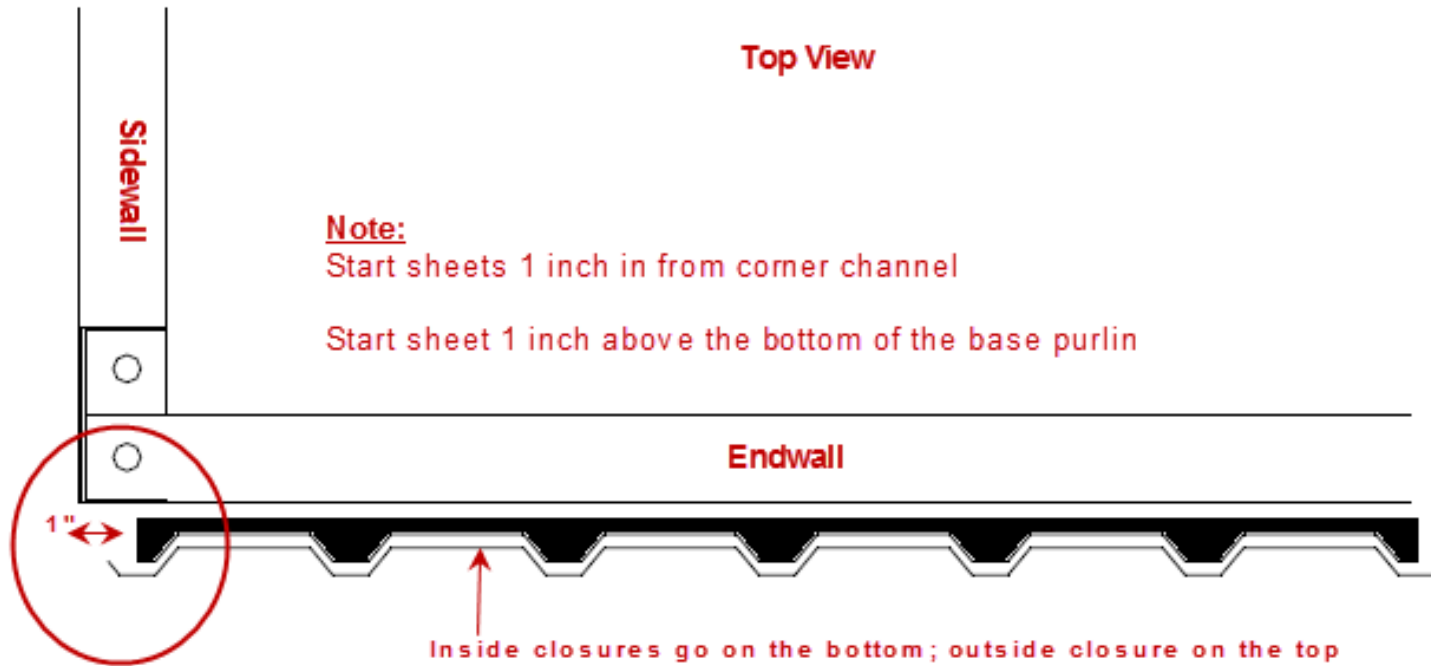 Top View
Sidewall
Note:
Start sheets 1 inch in from corner channel
Start sheet 1 inch above the bottom of the base purlin
Endwall
1"
Inside closures go on the bottom; outside closure on the top